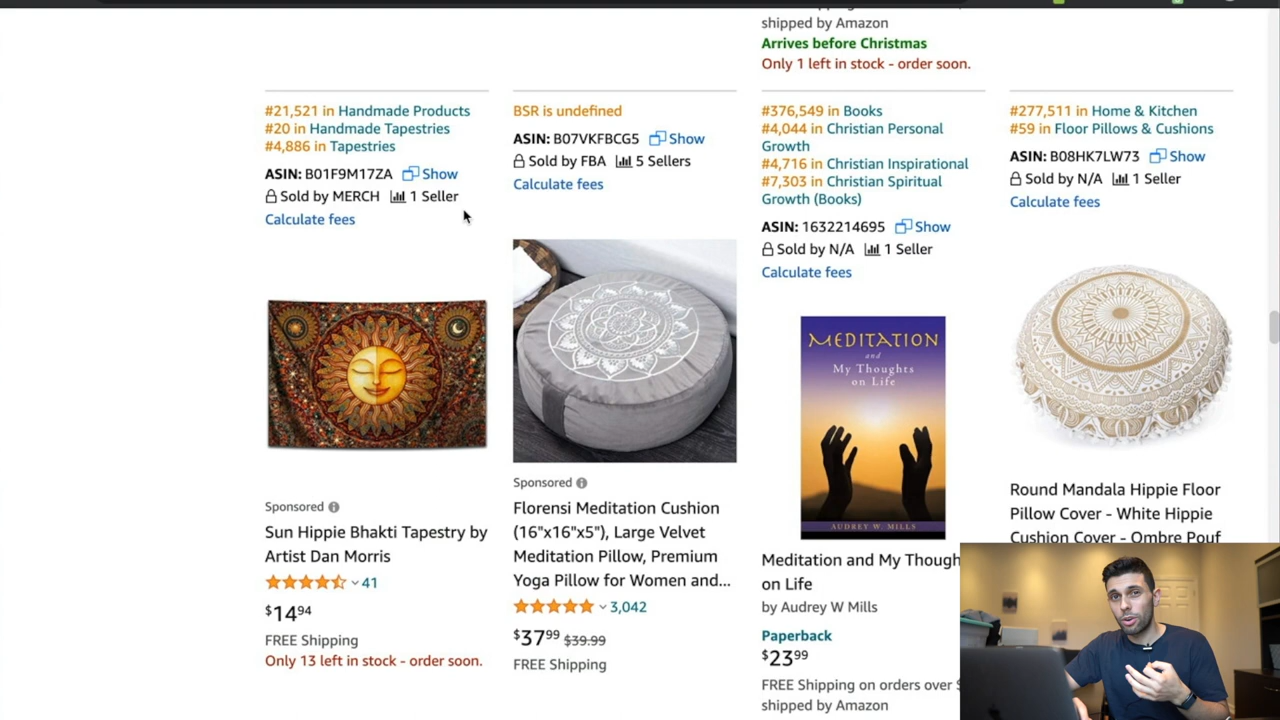 shipped by Amazon
Arrives before Christmas
Only 1 left in stock - order soon.
#21,521 in Handmade Products
#20 in Handmade Tapestries
#4,886 in Tapestries
ASIN: B01F9M17ZA Show
Sold by MERCH 1 Seller
Calculate fees
BSR is undefined
ASIN: B07VKFBCG5 Show
Sold by FBA 5 Sellers
Calculate fees
#376,549 in Books
#4,044 in Christian Personal
Growth
#4,716 in Christian Inspirational
#7,303 in Christian Spiritual
Growth (Books)
ASIN: 1632214695 Show
Sold by N/A 1 Seller
Calculate fees
#277,511 in Home & Kitchen
#59 in Floor Pillows & Cushions
ASIN: B08HK7LW73 Show
Sold by N/A 1 Seller
Calculate fees
Sponsored
Sun Hippie Bhakti Tapestry by
Artist Dan Morris
41
$14.94
FREE Shipping
Only 13 left in stock - order soon.
Sponsored
Florensi Meditation Cushion
(16"x16"x5"), Large Velvet
Meditation Pillow, Premium
Yoga Pillow for Women and...
3,042
$37.99 $39.99
FREE Shipping
MEDITATION
and
My Thoughts
on Life
AUDREY W. MILLS
Meditation and My Though
on Life
by Audrey W Mills
Paperback
$23.99
FREE Shipping on orders over
shipped by Amazon
Round Mandala Hippie Floor
Pillow Cover - White Hippie
Cushion Cover - Ombre Pouf